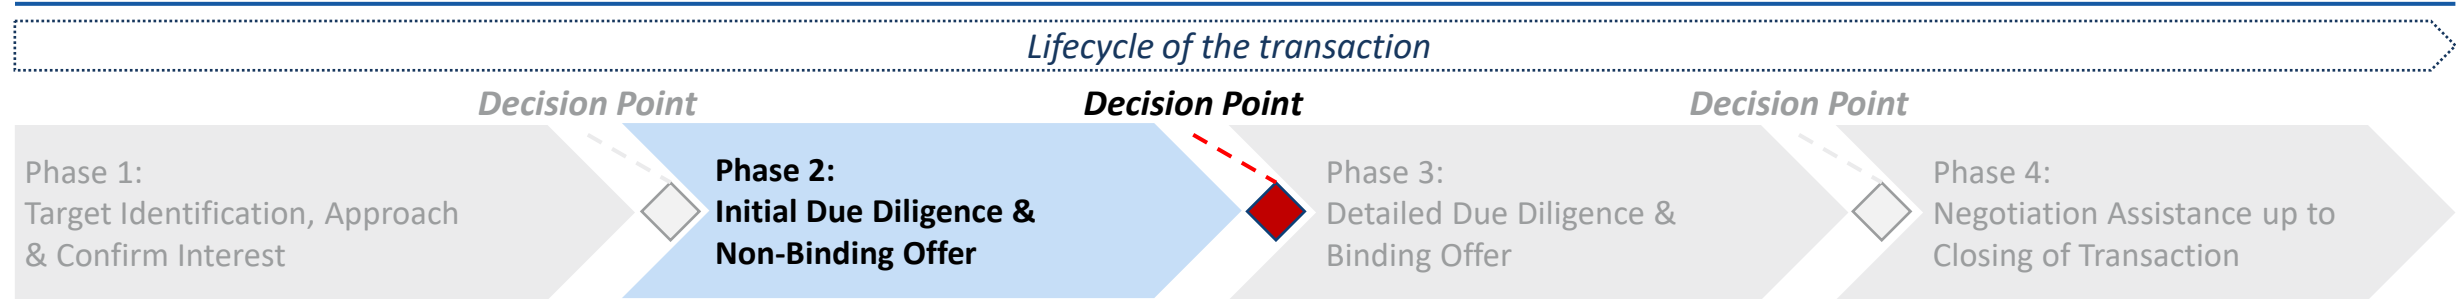 Lifecycle of the transaction
Decision Point
Decision Point
Decision Point
Phase 1:
Target Identification, Approach
& Confirm Interest
Phase 2:
Initial Due Diligence &
Non-Binding Offer
Phase 3:
Detailed Due Diligence &
Binding Offer
Phase 4:
Negotiation Assistance up to
Closing of Transaction